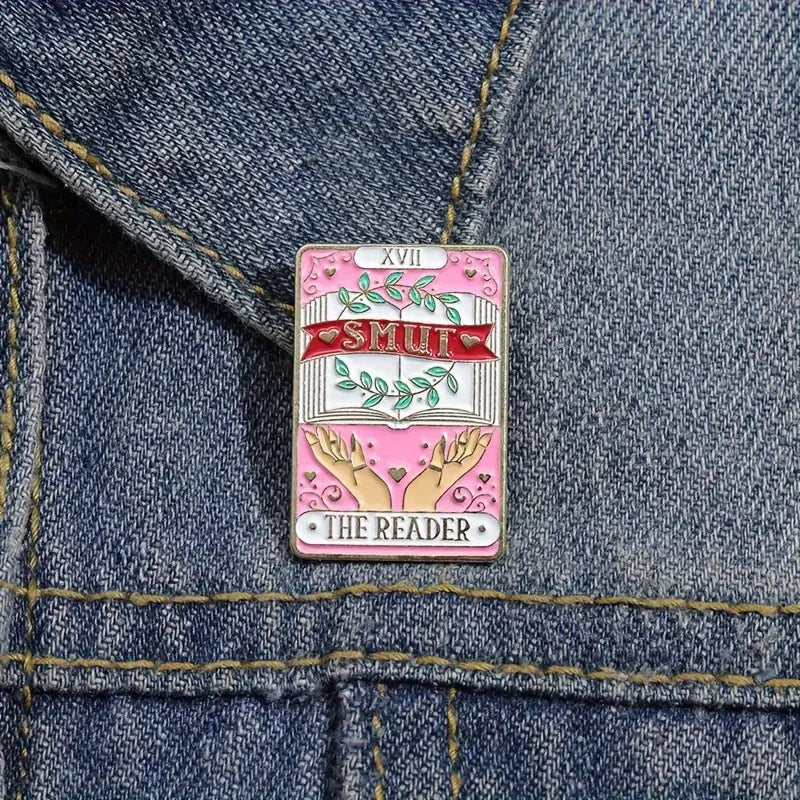 XVII
SMUT
THE READER